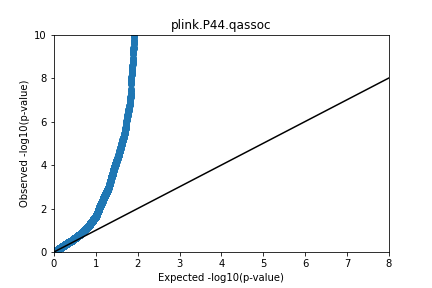 plink.P44.qassoc
10
8
6
4
2
0
Observed -log10(p-value)
0 1 2 3 4 5 6 7 8
Expected -log10(p-value)